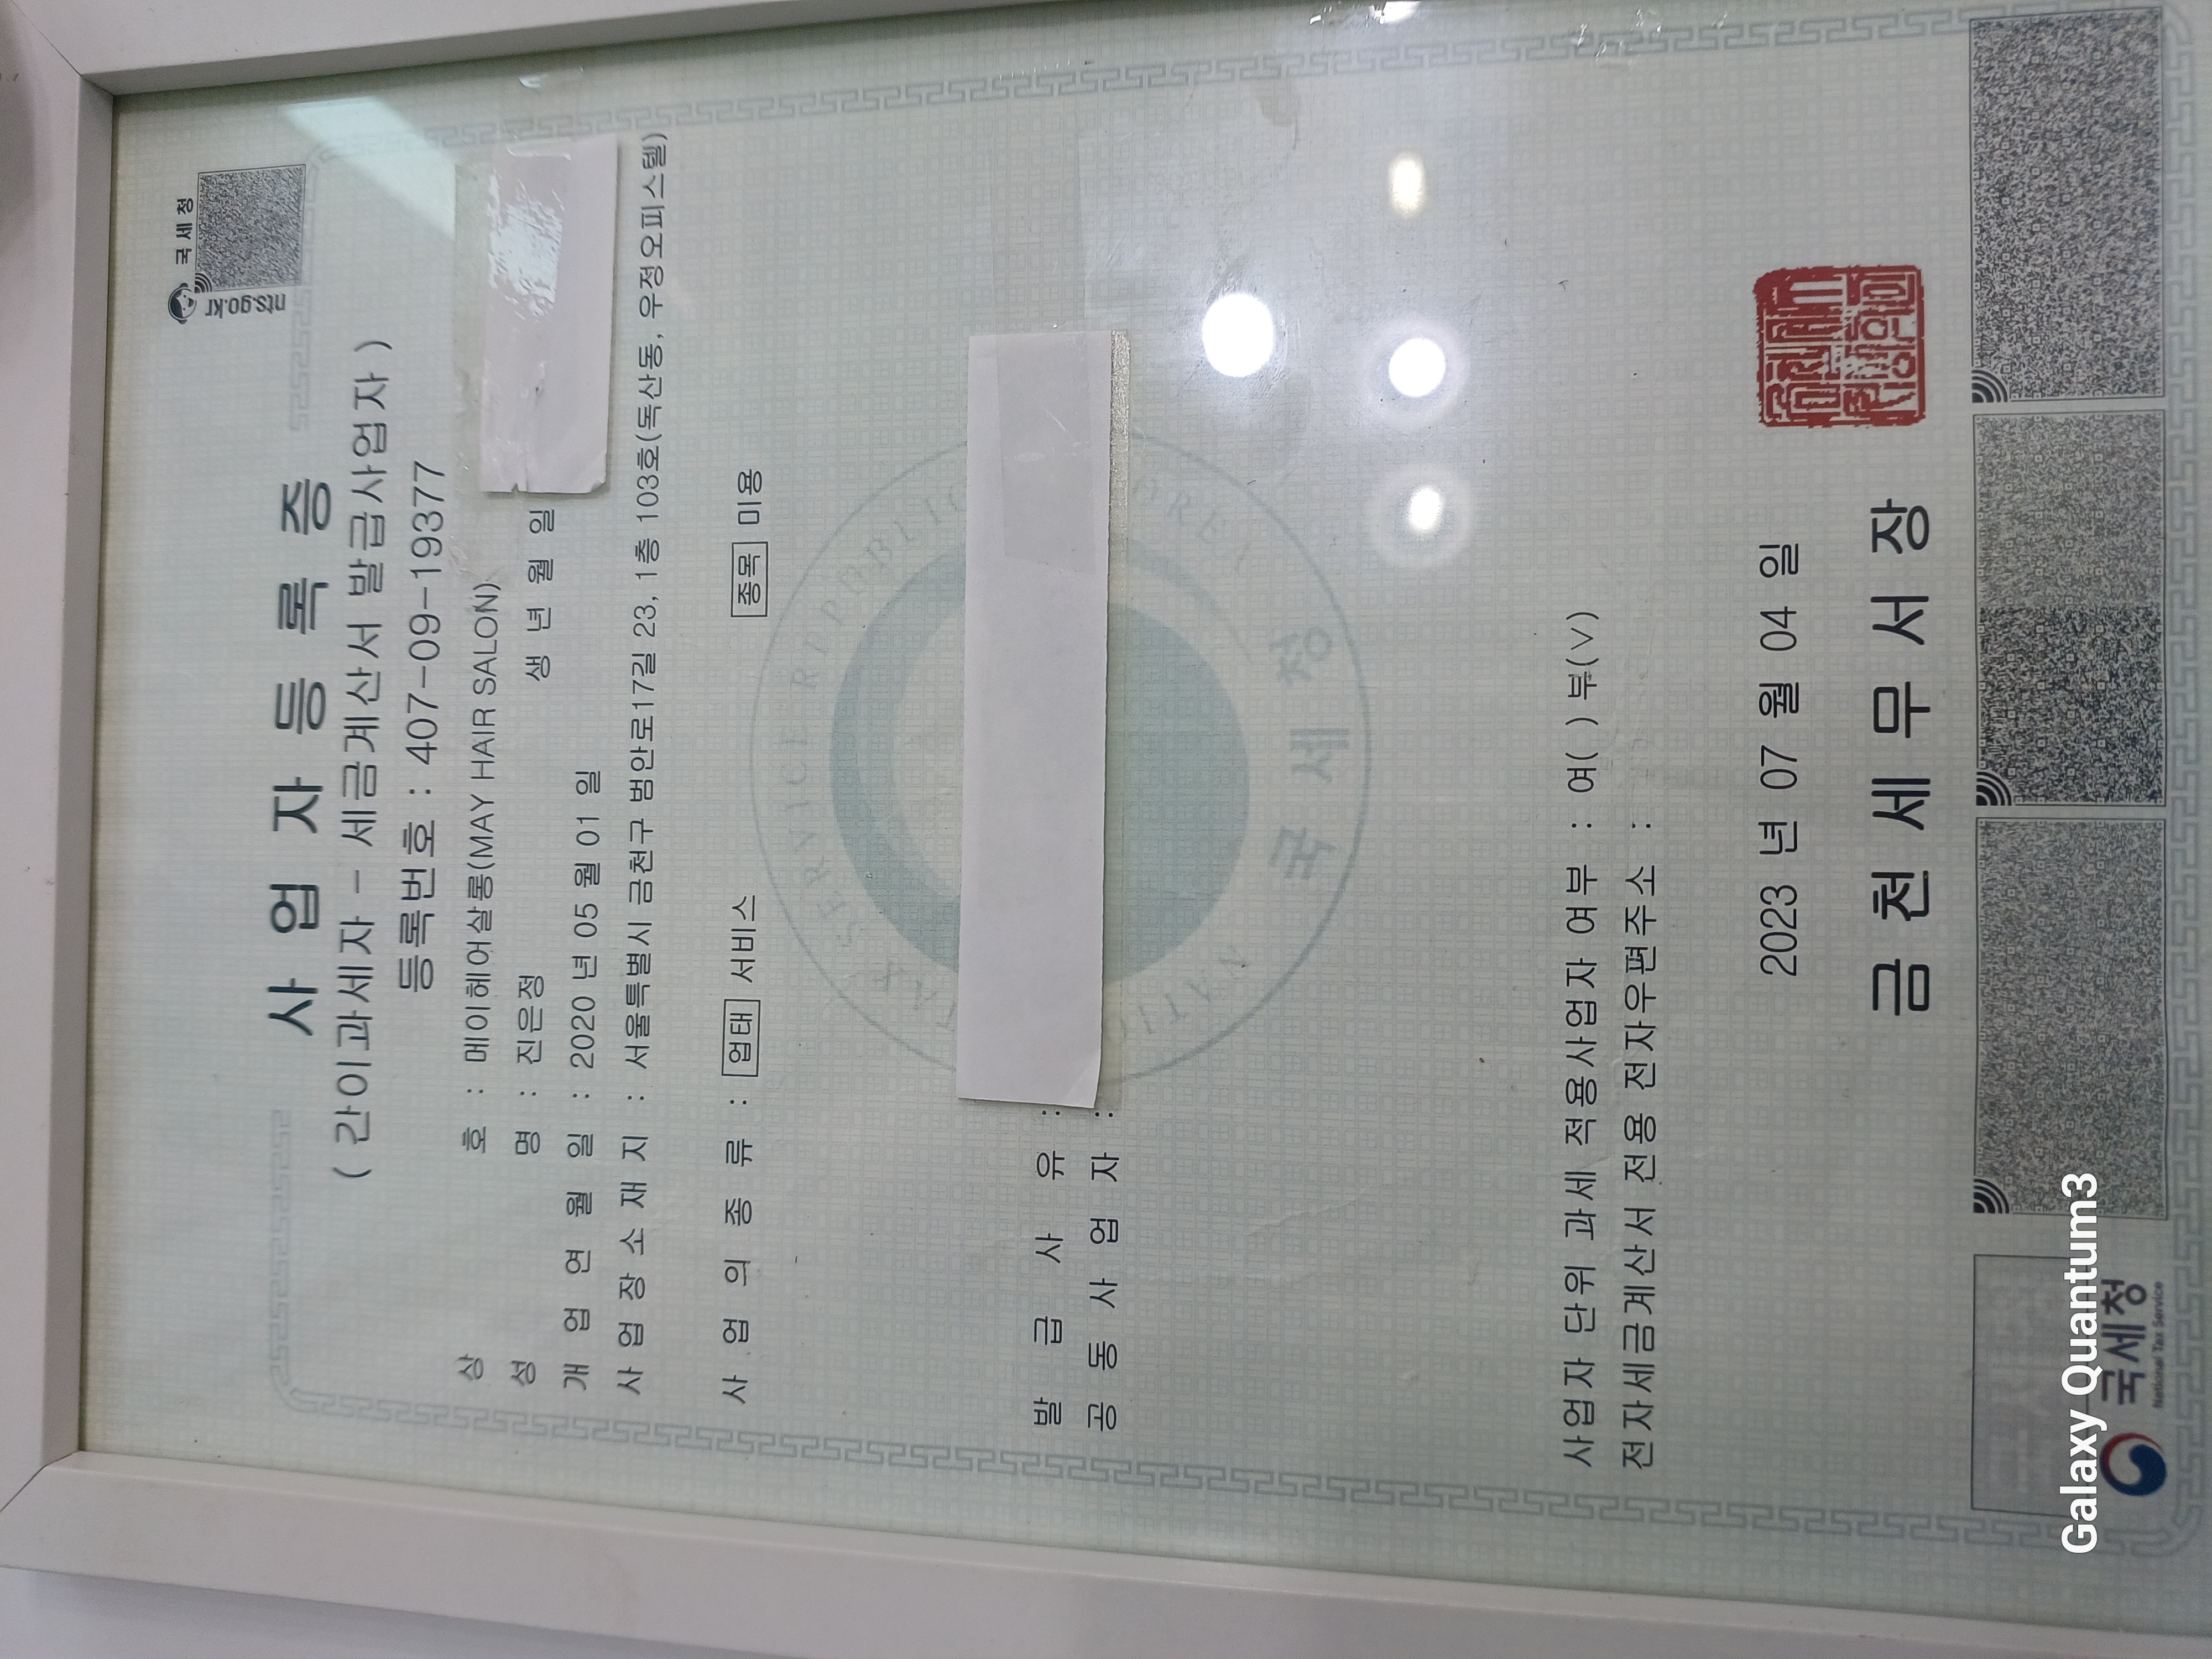 국세청
nts.go.kr
사 업 자 등 록 증
( 간이과세자 - 세금계산서 발급사업자 )
등록번호 : 407-09-19377
상 호 : 메이헤어살롱(MAY HAIR SALON)
성 명 : 진은정 생 년 월 일
개 업 연 월 일 : 2020 년 05 월 01 일
사 업 장 소 재 지 : 서울특별시 금천구 범안로17길 23, 1층 103호(독산동, 우정오피스텔)
사 업 의 종 류 : 업태 서비스 종목 미용
발 급 사 유 :
공 동 사 업 자 :
국세청
사업자 단위 과세 적용사업자 여부 : 여( ) 부(∨)
전자세금계산서 전용 전자우편주소 :
2023 년 07 월 04 일
금 천 세 무 서 장
국세청
National Tax Service
Galaxy Quantum3